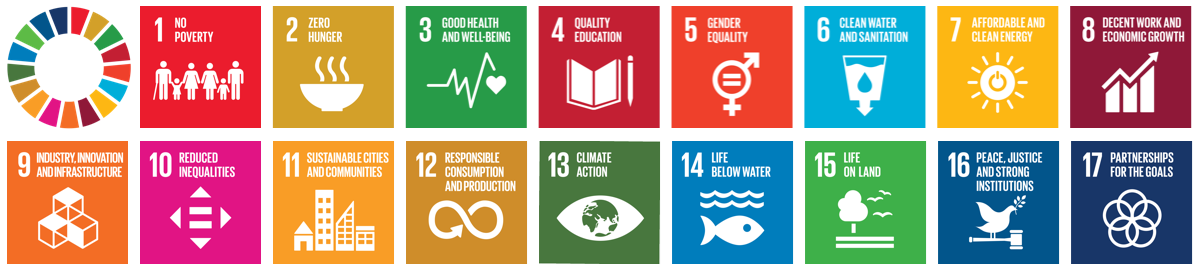 1 NO
POVERTY
2 ZERO
HUNGER
3 GOOD HEALTH
AND WELL-BEING
4 QUALITY
EDUCATION
5 GENDER
EQUALITY
6 CLEAN WATER
AND SANITATION
7 AFFORDABLE AND
CLEAN ENERGY
8 DECENT WORK AND
ECONOMIC GROWTH
9 INDUSTRY, INNOVATION
AND INFRASTRUCTURE
10 REDUCED
INEQUALITIES
11 SUSTAINABLE CITIES
AND COMMUNITIES
12 RESPONSIBLE
CONSUMPTION
AND PRODUCTION
13 CLIMATE
ACTION
14 LIFE
BELOW WATER
15 LIFE
ON LAND
16 PEACE, JUSTICE
AND STRONG
INSTITUTIONS
17 PARTNERSHIPS
FOR THE GOALS